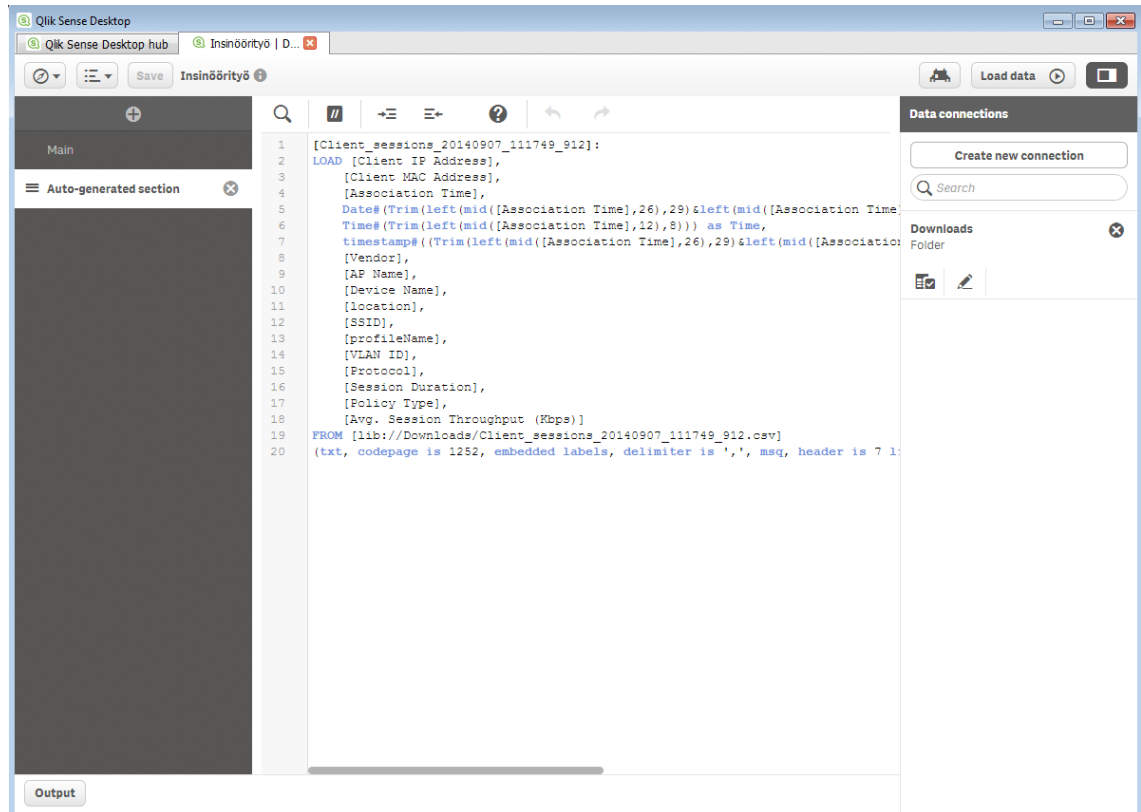 Qlik Sense Desktop
Qlik Sense Desktop hub
Insinöörityö | D...
Save
Insinöörityö
Load data
Main
Auto-generated section
1 [Client_sessions_20140907_111749_912]:
2 LOAD [Client IP Address],
3 [Client MAC Address],
4 [Association Time],
5 Date#(Trim(left(mid([Association Time],26),29)&left(mid([Association Time]
6 Time#(Trim(left(mid([Association Time],12),8))) as Time,
7 timestamp#((Trim(left(mid([Association Time],26),29)&left(mid([Association
8 [Vendor],
9 [AP Name],
10 [Device Name],
11 [location],
12 [SSID],
13 [profileName],
14 [VLAN ID],
15 [Protocol],
16 [Session Duration],
17 [Policy Type],
18 [Avg. Session Throughput (Kbps)]
19 FROM [lib://Downloads/Client_sessions_20140907_111749_912.csv]
20 (txt, codepage is 1252, embedded labels, delimiter is ',', msq, header is 7 li
Data connections
Create new connection
Search
Downloads
Folder
Output